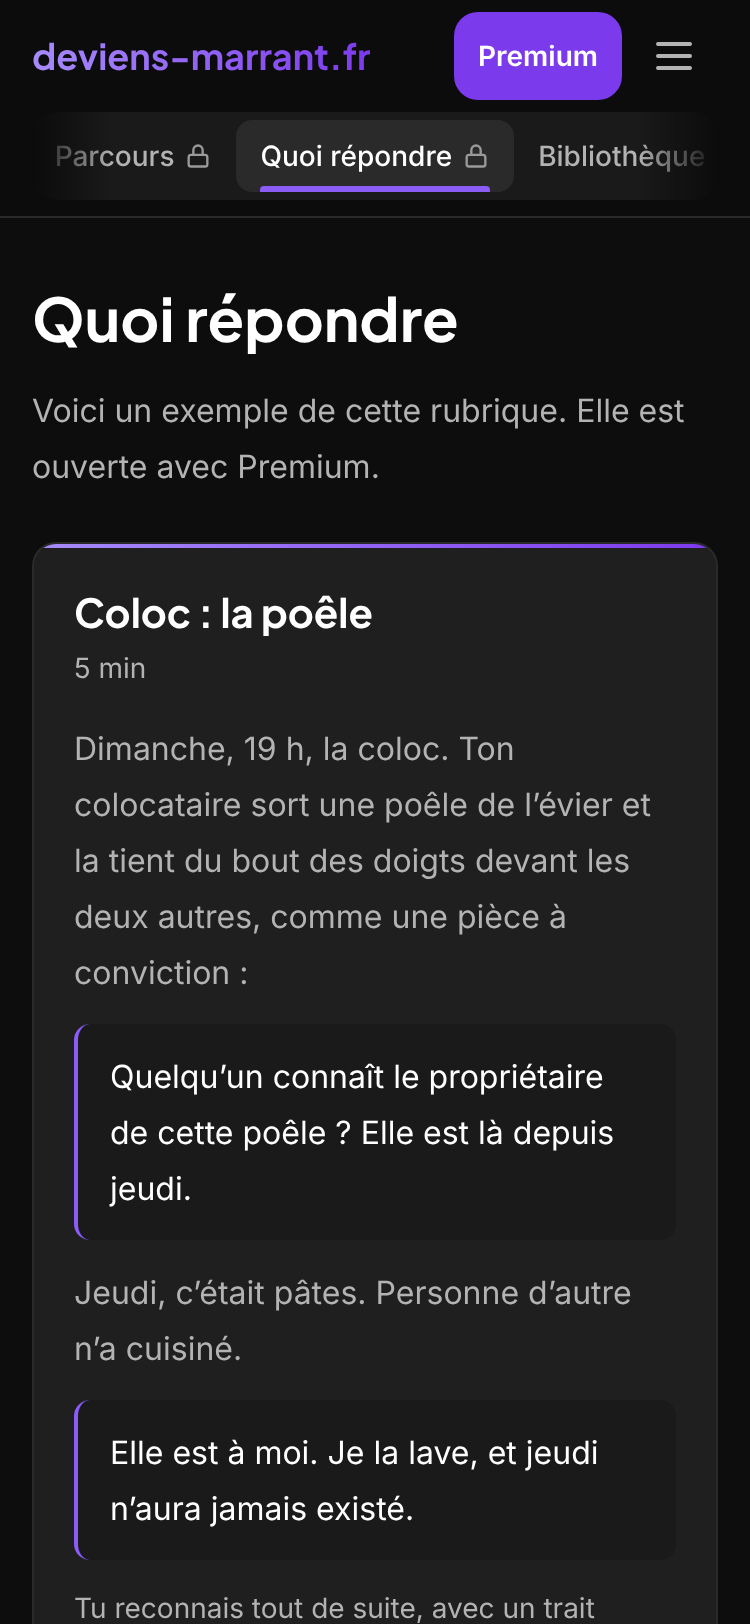 deviens-marrant.fr
Premium
Parcours
Quoi répondre
Bibliothèque
Quoi répondre
Voici un exemple de cette rubrique. Elle est
ouverte avec Premium.
Coloc : la poêle
5 min
Dimanche, 19 h, la coloc. Ton
colocataire sort une poêle de l’évier et
la tient du bout des doigts devant les
deux autres, comme une pièce à
conviction :
Quelqu’un connaît le propriétaire
de cette poêle ? Elle est là depuis
jeudi.
Jeudi, c’était pâtes. Personne d’autre
n’a cuisiné.
Elle est à moi. Je la lave, et jeudi
n’aura jamais existé.
Tu reconnais tout de suite, avec un trait